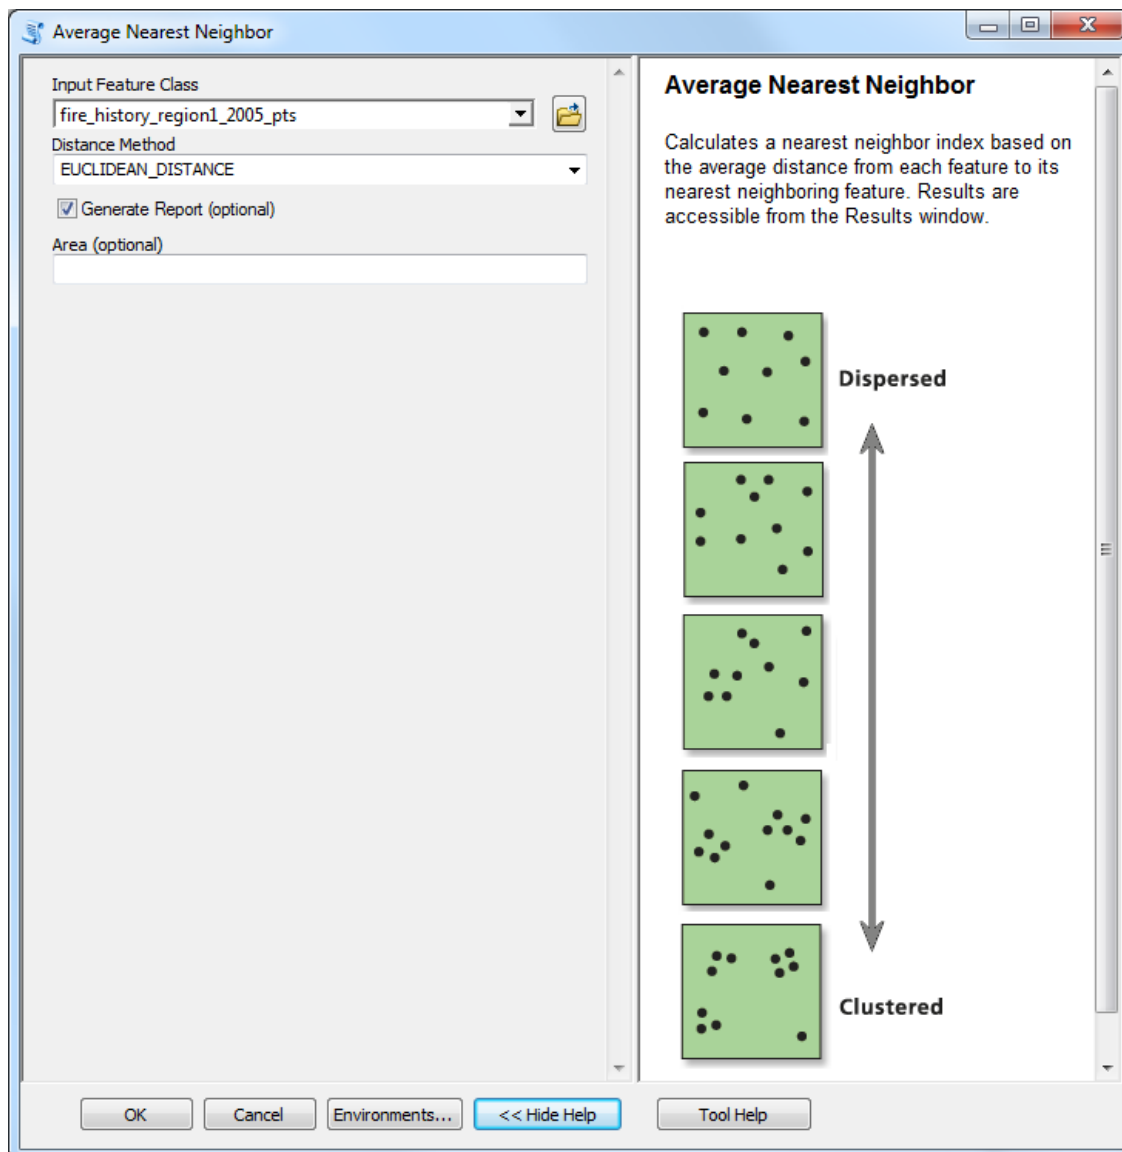 Average Nearest Neighbor
Input Feature Class
fire_history_region1_2005_pts
Distance Method
EUCLIDEAN_DISTANCE
Generate Report (optional)
Area (optional)
Average Nearest Neighbor
Calculates a nearest neighbor index based on
the average distance from each feature to its
nearest neighboring feature. Results are
accessible from the Results window.
Dispersed
Clustered
OK
Cancel
Environments...
<< Hide Help
Tool Help